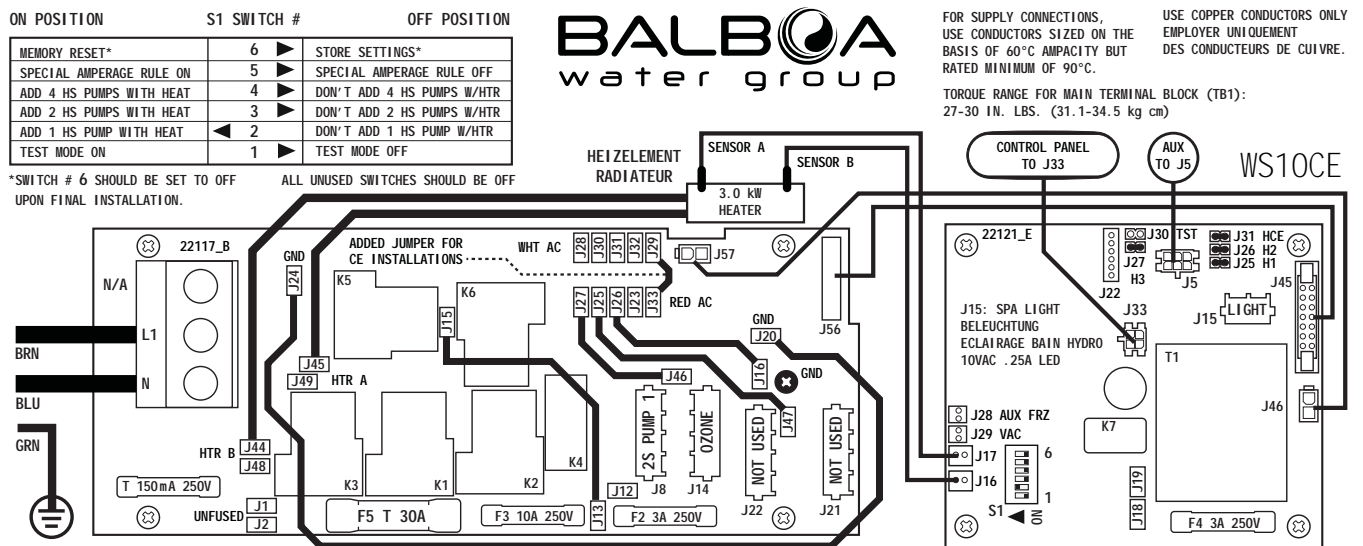 ON POSITION S1 SWITCH # OFF POSITION
MEMORY RESET* 6 ▶ STORE SETTINGS*
SPECIAL AMPERAGE RULE ON 5 ▶ SPECIAL AMPERAGE RULE OFF
ADD 4 HS PUMPS WITH HEAT 4 ▶ DON'T ADD 4 HS PUMPS W/HTR
ADD 2 HS PUMPS WITH HEAT 3 ▶ DON'T ADD 2 HS PUMPS W/HTR
ADD 1 HS PUMP WITH HEAT ◀ 2 DON'T ADD 1 HS PUMP W/HTR
TEST MODE ON 1 ▶ TEST MODE OFF
*SWITCH # 6 SHOULD BE SET TO OFF
UPON FINAL INSTALLATION.
ALL UNUSED SWITCHES SHOULD BE OFF
BALBOA
water group
FOR SUPPLY CONNECTIONS,
USE CONDUCTORS SIZED ON THE
BASIS OF 60°C AMPACITY BUT
RATED MINIMUM OF 90°C.
USE COPPER CONDUCTORS ONLY
EMPLOYER UNIQUEMENT
DES CONDUCTEURS DE CUIVRE.
TORQUE RANGE FOR MAIN TERMINAL BLOCK (TB1):
27-30 IN. LBS. (31.1-34.5 kg cm)
HEIZELEMENT
RADIATEUR
SENSOR A
SENSOR B
3.0 kW
HEATER
CONTROL PANEL
TO J33
AUX
TO J5
WS10CE
22117_B
N/A
L1
N
BRN
BLU
GRN
GND
J24
ADDED JUMPER FOR
CE INSTALLATIONS
WHT AC
J28
J30
J31
J32
J29
J57
K5
K6
J15
J27
J25
J26
J23
J33
RED AC
J56
GND
J20
J45
J49
HTR A
J46
J16
GND
J47
HTR B
J44
J48
K3
K1
K2
K4
2S PUMP 1
J8
OZONE
J14
NOT USED
J22
NOT USED
J21
T 150mA 250V
UNFUSED
J1
J2
F5 T 30A
F3 10A 250V
J13
J12
F2 3A 250V
22121_E
J22
J30 TST
J27
H3
J5
J31 HCE
J26 H2
J25 H1
J45
J33
J15
LIGHT
J15: SPA LIGHT
BELEUCHTUNG
ECLAIRAGE BAIN HYDRO
10VAC .25A LED
T1
J46
K7
J28 AUX FRZ
J29 VAC
J17
J16
6
1
S1
ON
J19
J18
F4 3A 250V